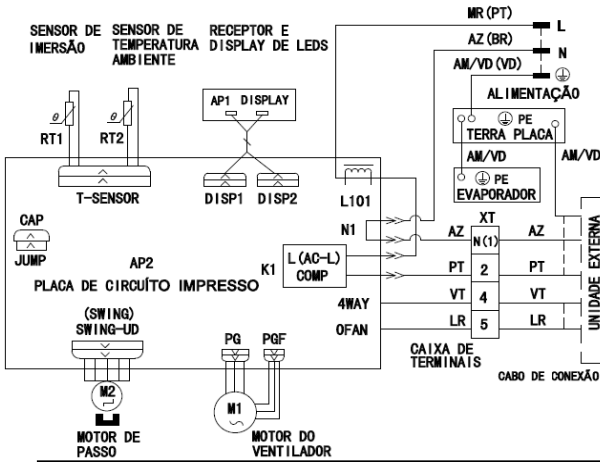 MR(PT)
L
AZ(BR)
N
AM/VD(VD)
ALIMENTAÇÃO
SENSOR DE
IMERSÃO
SENSOR DE
TEMPERATURA
AMBIENTE
RECEPTOR E
DISPLAY DE LEDS
AP1 DISPLAY
θ
RT1
θ
RT2
PE
TERRA PLACA
AM/VD
AM/VD
PE
EVAPORADOR
T-SENSOR
DISP1
DISP2
L101
N1
XT
CAP
JUMP
AP2
PLACA DE CIRCUÍTO IMPRESSO
K1
L(AC-L)
COMP
AZ
N(1)
AZ
PT
2
PT
4WAY
VT
4
VT
OFAN
LR
5
LR
UNIDADE EXTERNA
(SWING)
SWING-UD
PG
PGF
CAIXA DE
TERMINAIS
CABO DE CONEXÃO
M2
M1
MOTOR DE
PASSO
MOTOR DO
VENTILADOR